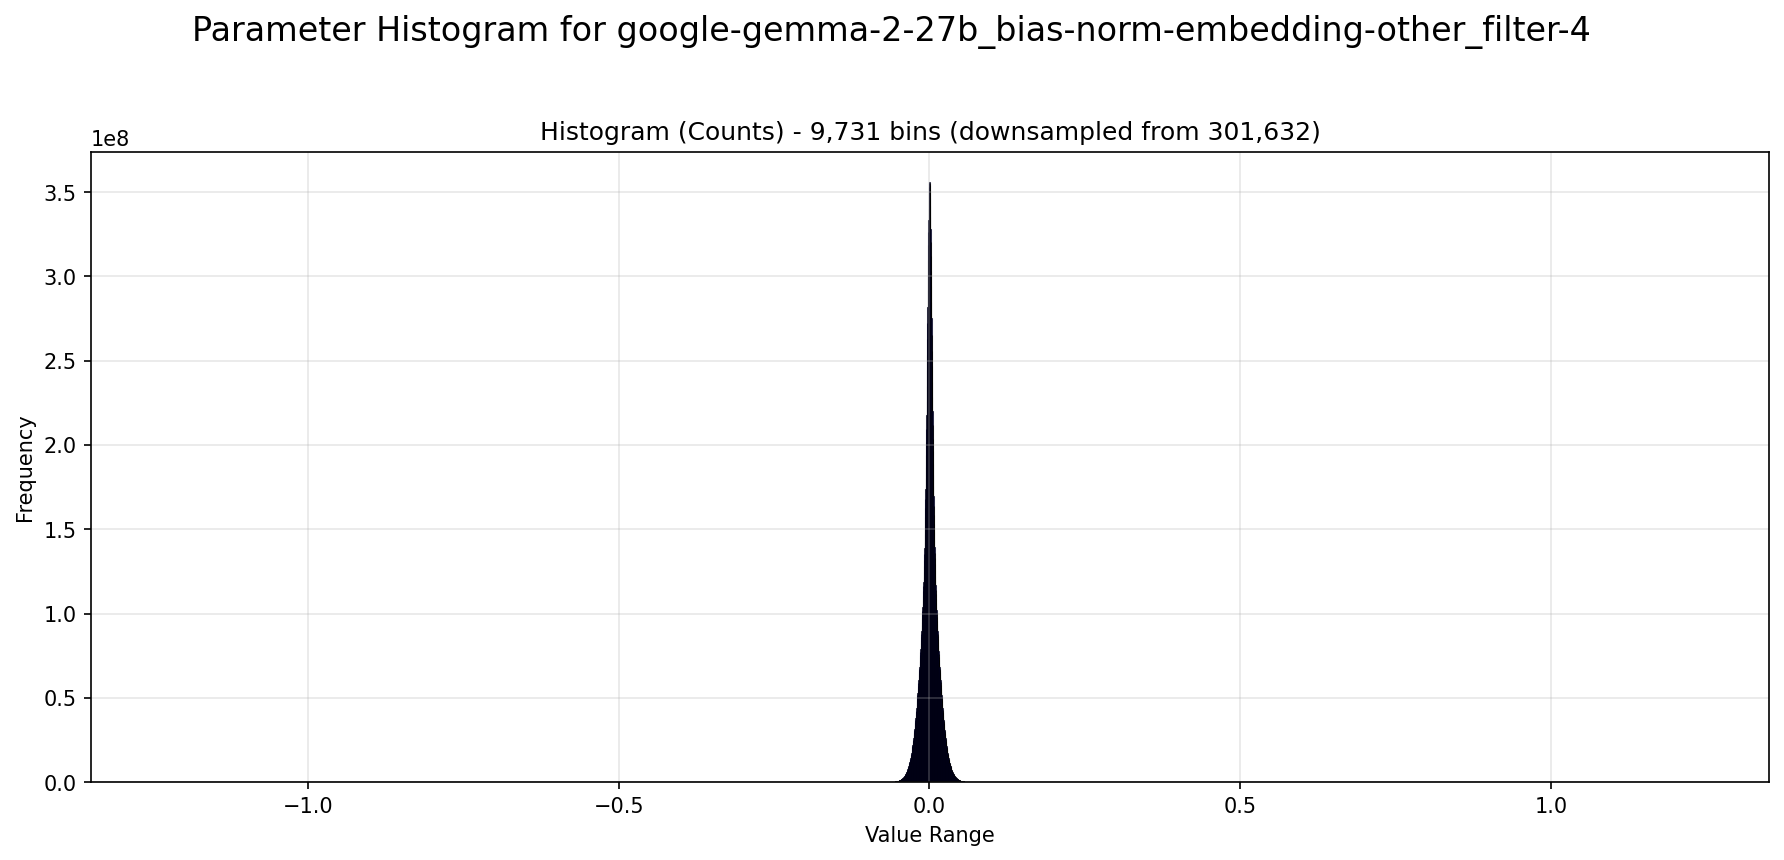 Parameter Histogram for google-gemma-2-27b_bias-norm-embedding-other_filter-4
Histogram (Counts) - 9,731 bins (downsampled from 301,632)
1e8
3.5
3.0
2.5
2.0
1.5
1.0
0.5
0.0
Frequency
−1.0
−0.5
0.0
0.5
1.0
Value Range